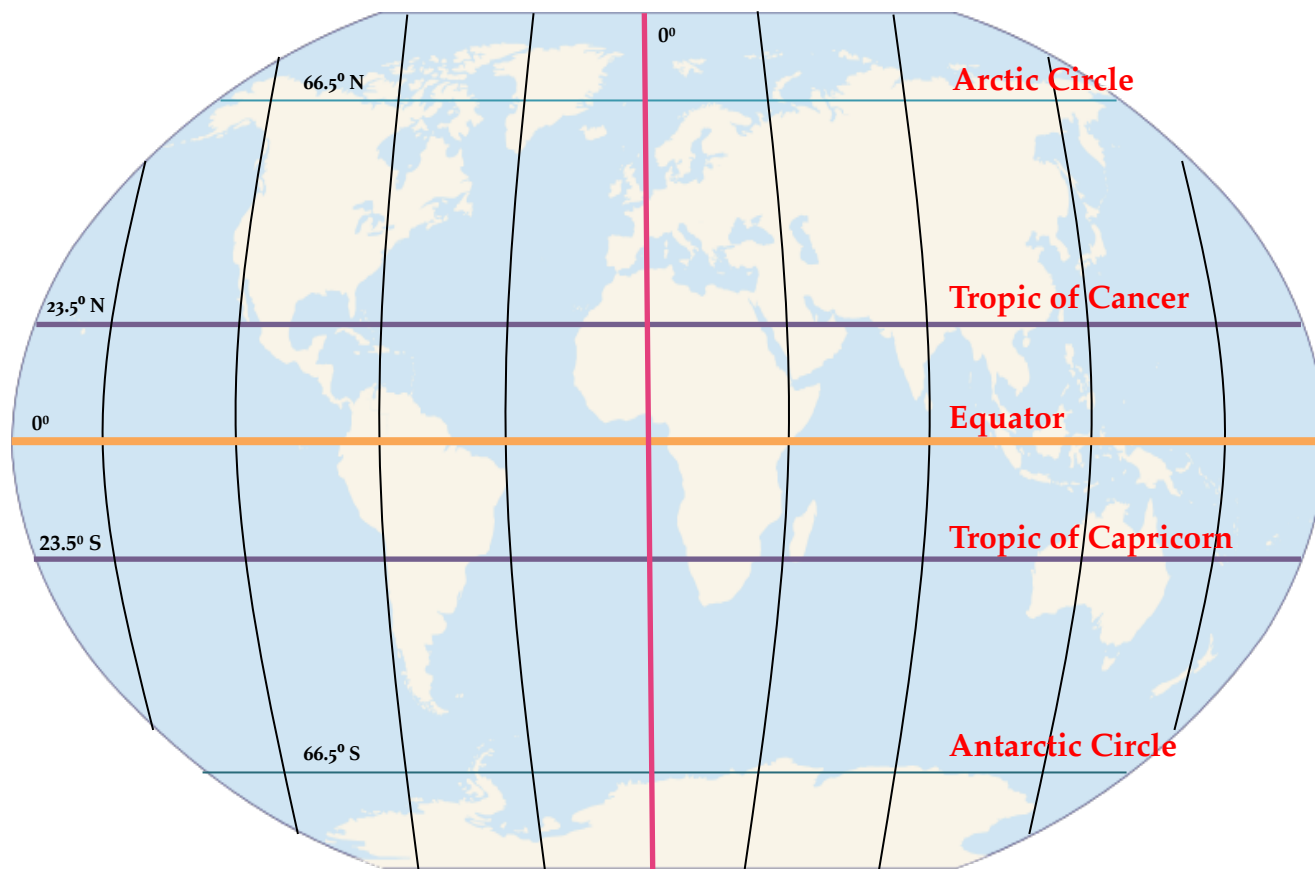 0⁰
66.5⁰ N
Arctic Circle
23.5⁰ N
Tropic of Cancer
0⁰
Equator
23.5⁰ S
Tropic of Capricorn
66.5⁰ S
Antarctic Circle